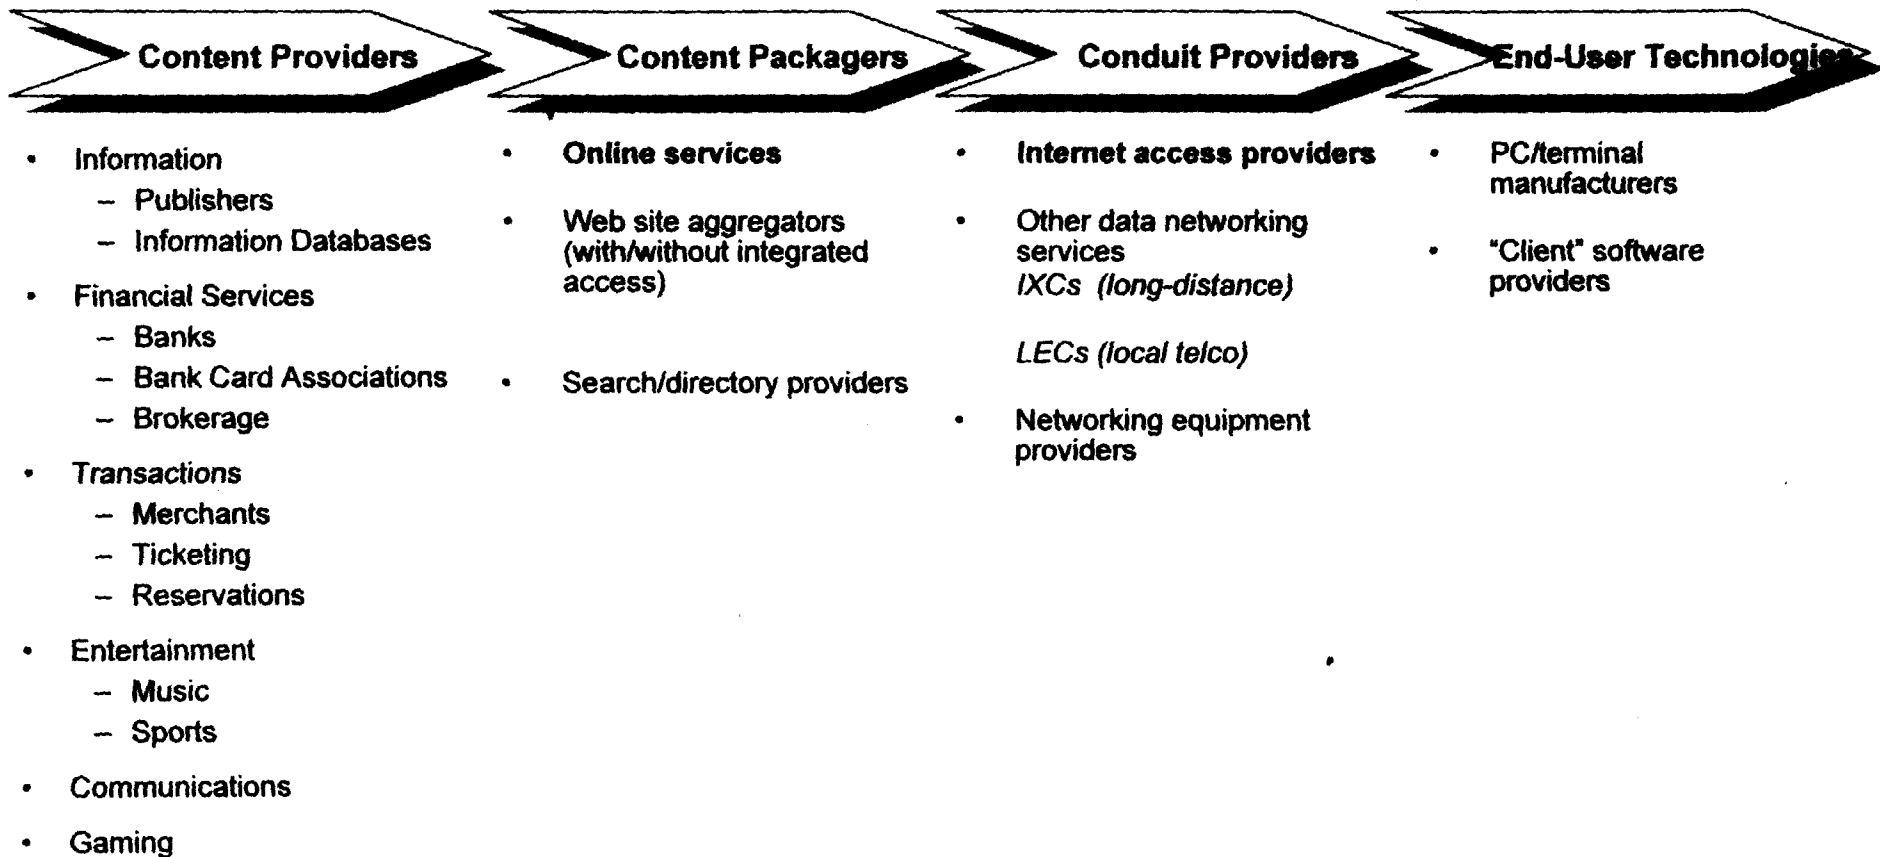 Content Providers
Content Packagers
Conduit Providers
End-User Technologies
• Information
– Publishers
– Information Databases
• Financial Services
– Banks
– Bank Card Associations
– Brokerage
• Transactions
– Merchants
– Ticketing
– Reservations
• Entertainment
– Music
– Sports
• Communications
• Gaming
• Online services
• Web site aggregators
(with/without integrated
access)
• Search/directory providers
• Internet access providers
• Other data networking
services
IXCs (long-distance)
LECs (local telco)
• Networking equipment
providers
• PC/terminal
manufacturers
• "Client" software
providers